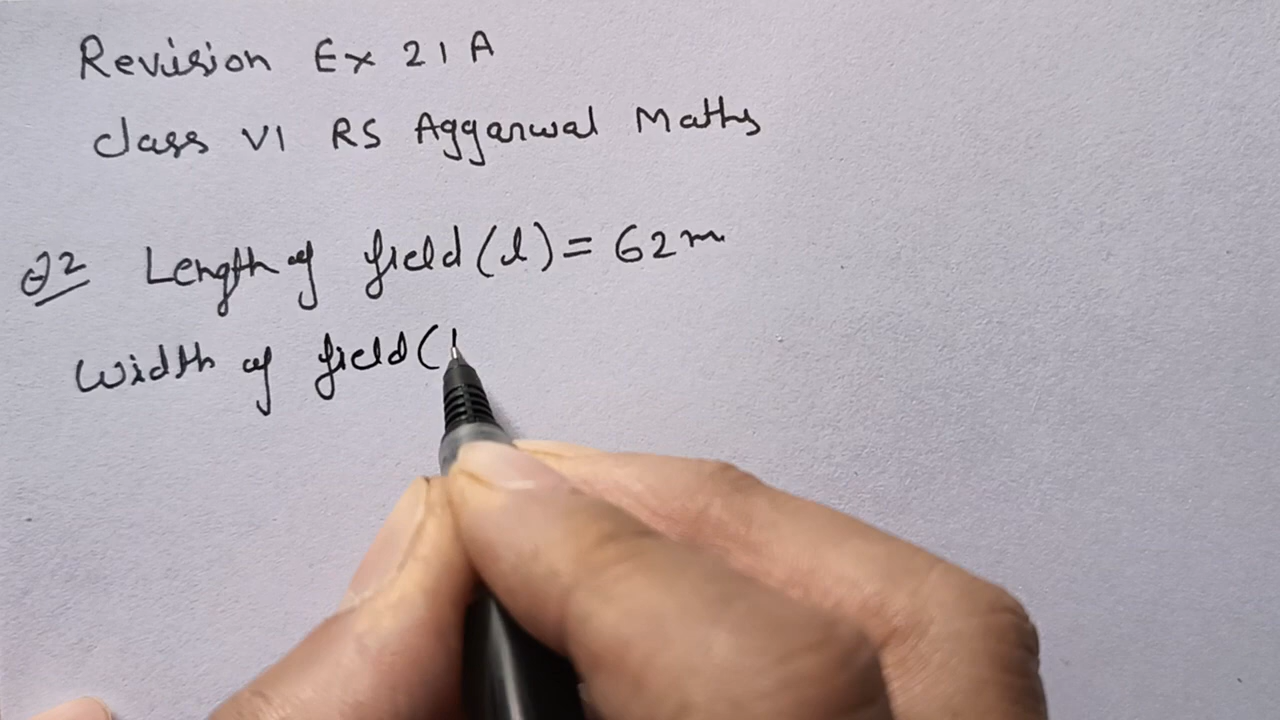 Revision Ex 21A
Class VI RS Aggarwal Maths
Q2 Length of field (l) = 62m
Width of field (